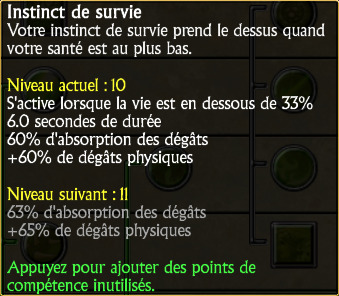 Instinct de survie
Votre instinct de survie prend le dessus quand
votre santé est au plus bas.
Niveau actuel : 10
S'active lorsque la vie est en dessous de 33%
6.0 secondes de durée
60% d'absorption des dégâts
+60% de dégâts physiques
Niveau suivant : 11
63% d'absorption des dégâts
+65% de dégâts physiques
Appuyez pour ajouter des points de
compétence inutilisés.